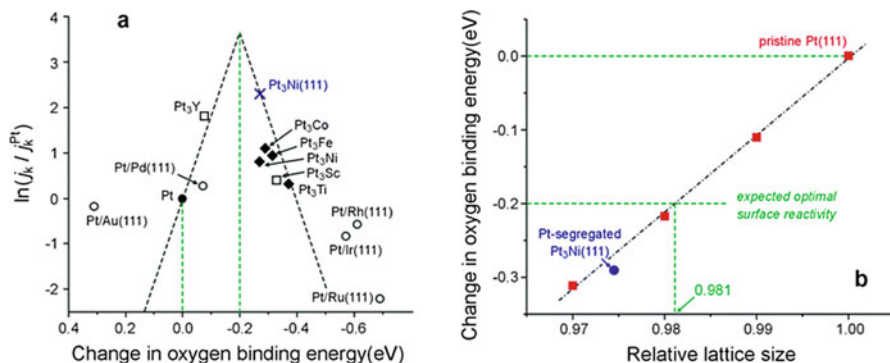 a
ln(j_k / j_k^Pt)
4
3
2
1
0
-1
-2
Pt₃Ni(111)
Pt₃Y
Pt₃Co
Pt₃Fe
Pt₃Ni
Pt₃Sc
Pt₃Ti
Pt/Pd(111)
Pt
Pt/Au(111)
Pt/Rh(111)
Pt/Ir(111)
Pt/Ru(111)
0.4 0.2 0.0 -0.2 -0.4 -0.6
Change in oxygen binding energy(eV)
b
Change in oxygen binding energy(eV)
0.0
-0.1
-0.2
-0.3
pristine Pt(111)
expected optimal
surface reactivity
Pt-segregated
Pt₃Ni(111)
0.981
0.97 0.98 0.99 1.00
Relative lattice size